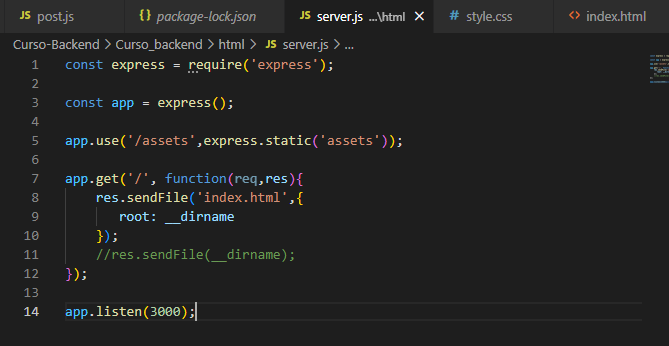 JS post.js {} package-lock.json JS server.js ...\html × # style.css <> index.html
Curso-Backend > Curso_backend > html > JS server.js > ...
1 const express = require('express');
2
3 const app = express();
4
5 app.use('/assets',express.static('assets'));
6
7 app.get('/', function(req,res){
8 res.sendFile('index.html',{
9 root: __dirname
10 });
11 //res.sendFile(__dirname);
12 });
13
14 app.listen(3000);